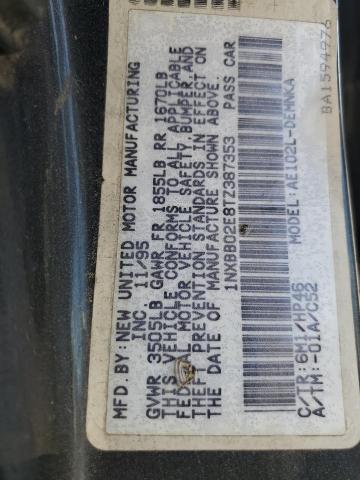 MFD.BY: NEW UNITED MOTOR MANUFACTURING
INC. 11/95
GVWR 3505LB GAWR FR 1855LB RR 1670LB
THIS VEHICLE CONFORMS TO ALL APPLICABLE
FEDERAL MOTOR VEHICLE SAFETY, BUMPER, AND
THEFT PREVENTION STANDARDS IN EFFECT ON
THE DATE OF MANUFACTURE SHOWN ABOVE.
1NXBB02E8TZ387353 PASS CAR
C/TR: 6M1/HP46 MODEL: AE102L-DEMNKA
A/TM: -01A/C52 BA1594976